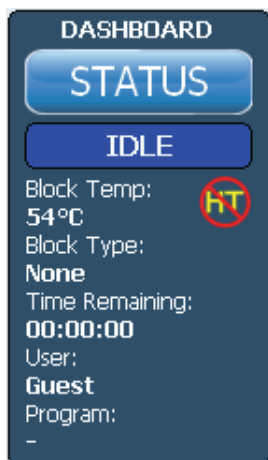 DASHBOARD
STATUS
IDLE
Block Temp:
HT
54°C
Block Type:
None
Time Remaining:
00:00:00
User:
Guest
Program:
-